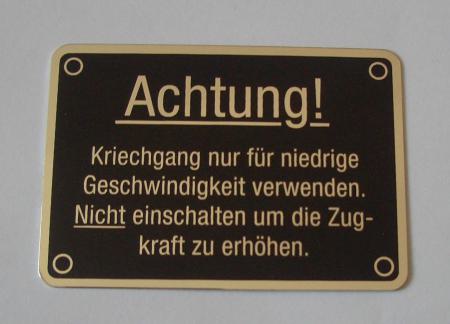 Achtung!
Kriechgang nur für niedrige
Geschwindigkeit verwenden.
Nicht einschalten um die Zug-
kraft zu erhöhen.